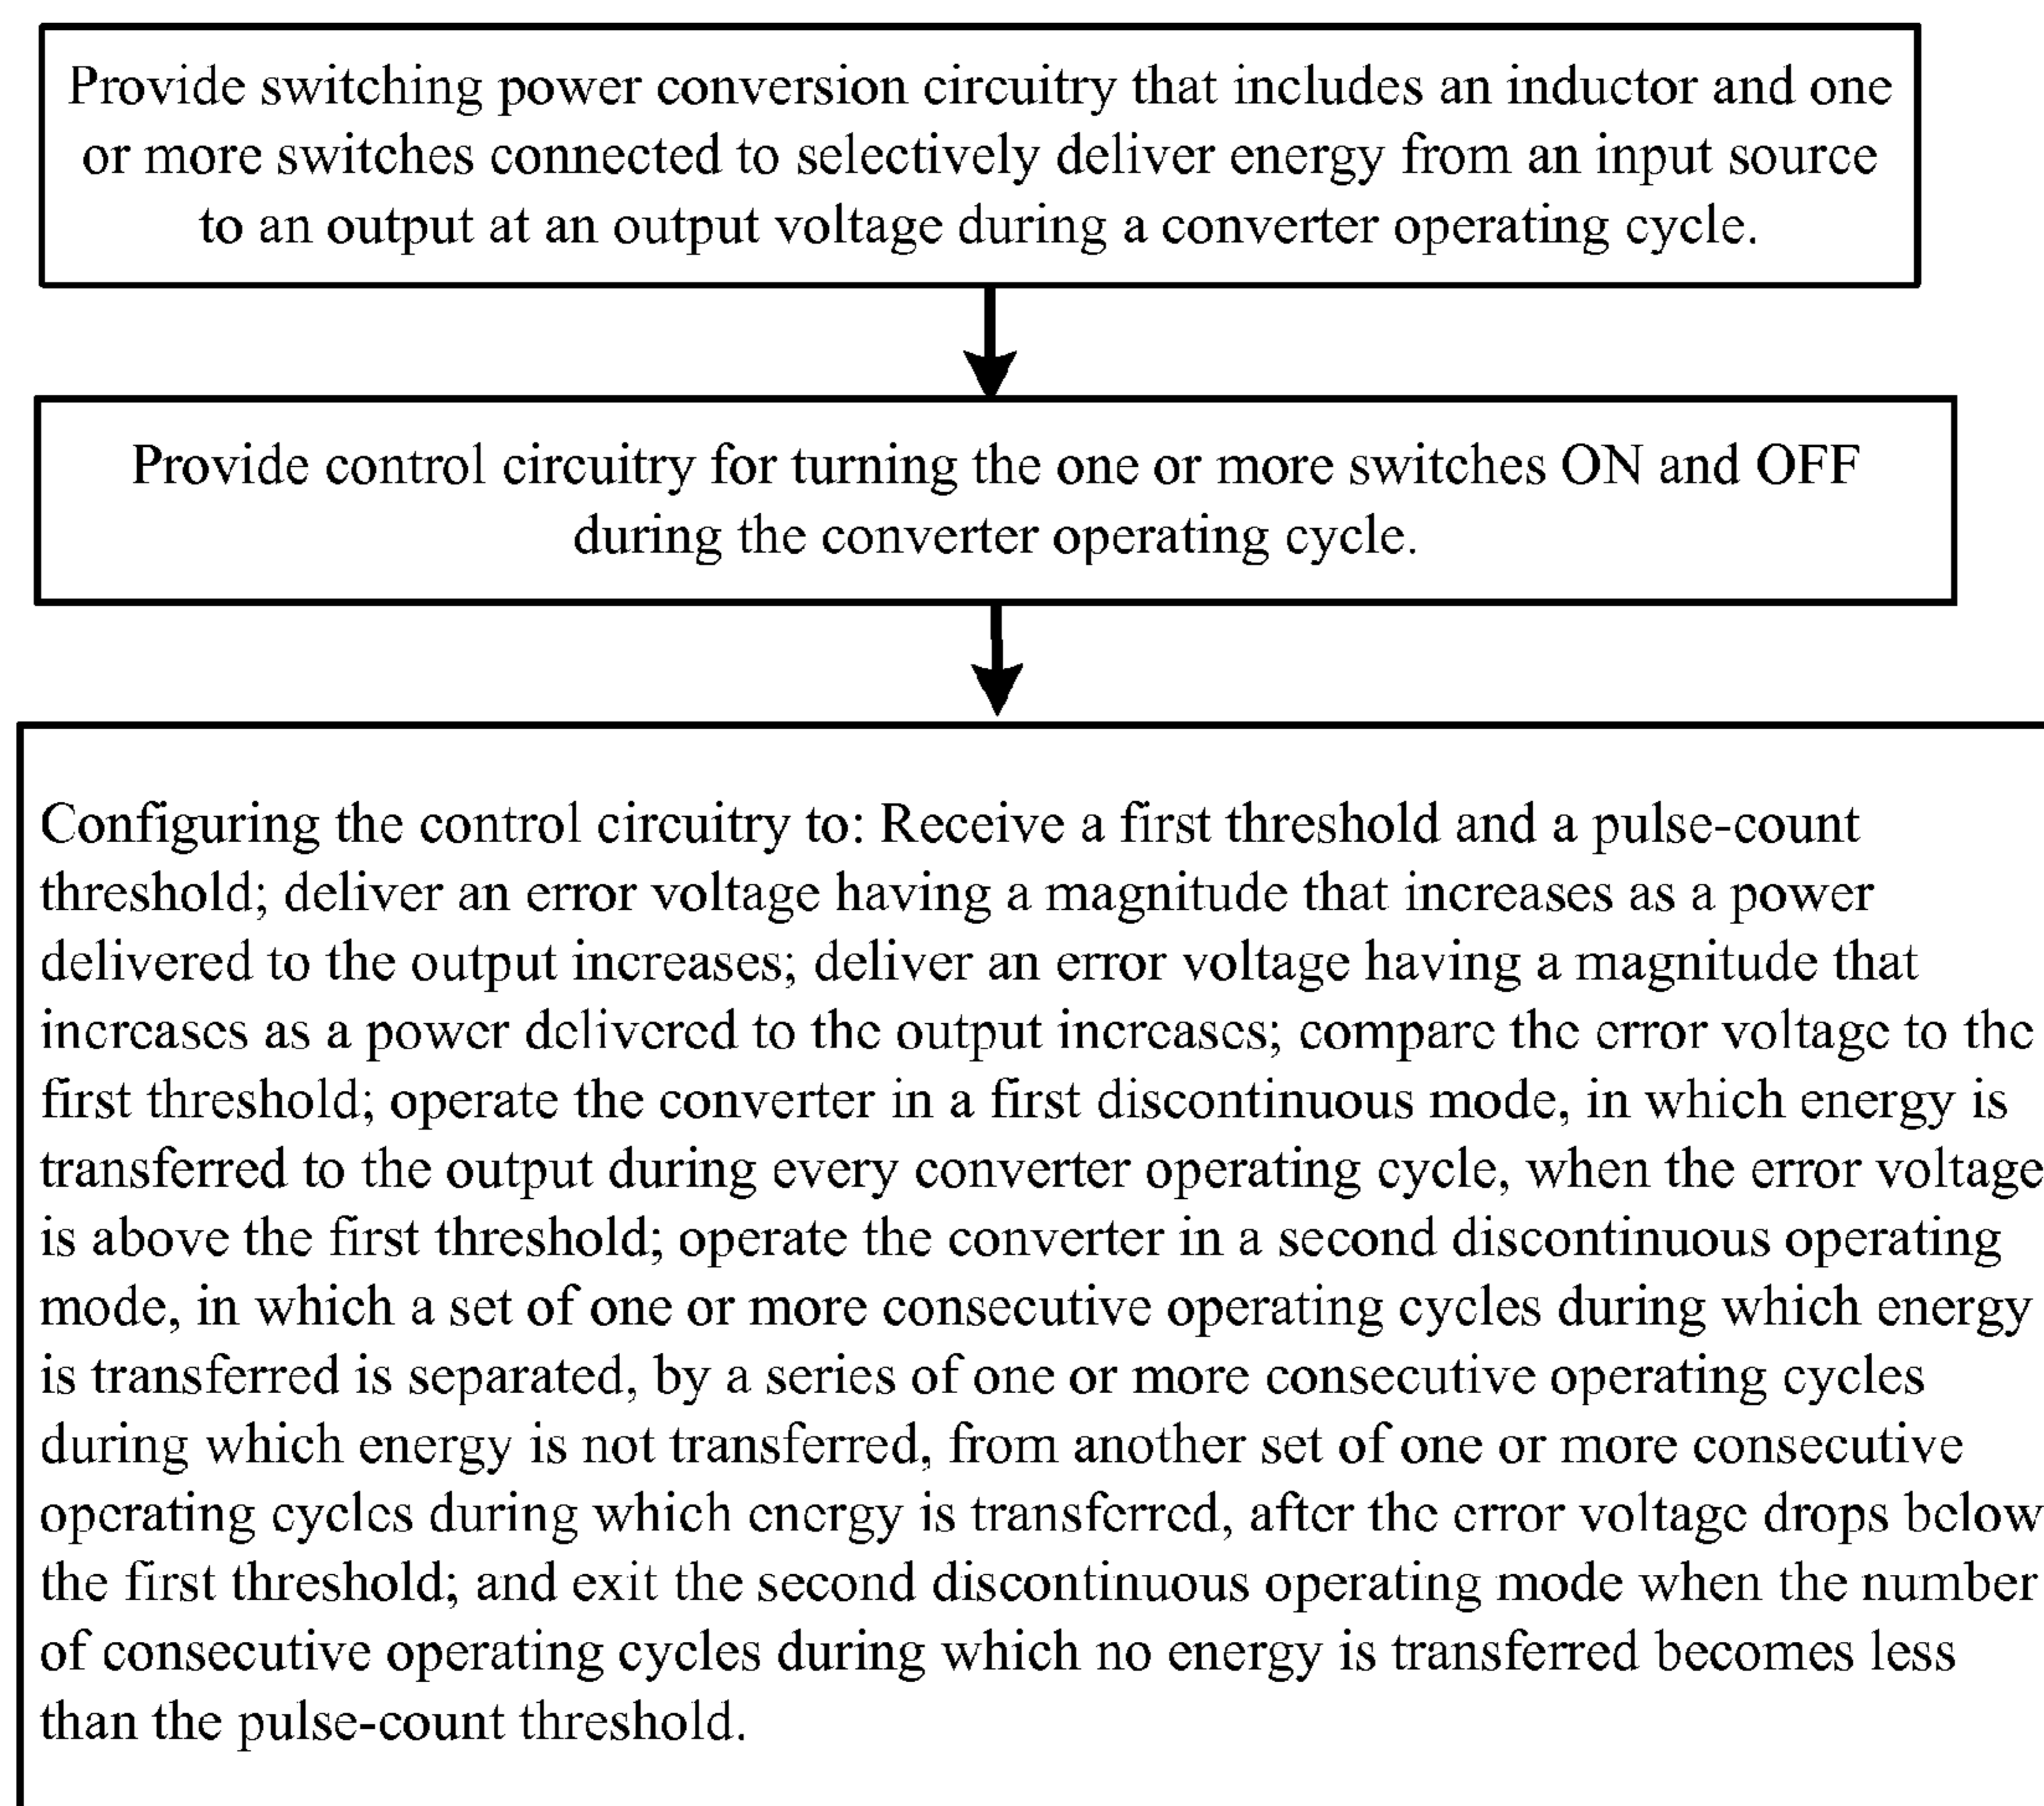 Provide switching power conversion circuitry that includes an inductor and one
or more switches connected to selectively deliver energy from an input source
to an output at an output voltage during a converter operating cycle.
Provide control circuitry for turning the one or more switches ON and OFF
during the converter operating cycle.
Configuring the control circuitry to: Receive a first threshold and a pulse-count
threshold; deliver an error voltage having a magnitude that increases as a power
delivered to the output increases; deliver an error voltage having a magnitude that
increases as a power delivered to the output increases; compare the error voltage to the
first threshold; operate the converter in a first discontinuous mode, in which energy is
transferred to the output during every converter operating cycle, when the error voltage
is above the first threshold; operate the converter in a second discontinuous operating
mode, in which a set of one or more consecutive operating cycles during which energy
is transferred is separated, by a series of one or more consecutive operating cycles
during which energy is not transferred, from another set of one or more consecutive
operating cycles during which energy is transferred, after the error voltage drops below
the first threshold; and exit the second discontinuous operating mode when the number
of consecutive operating cycles during which no energy is transferred becomes less
than the pulse-count threshold.